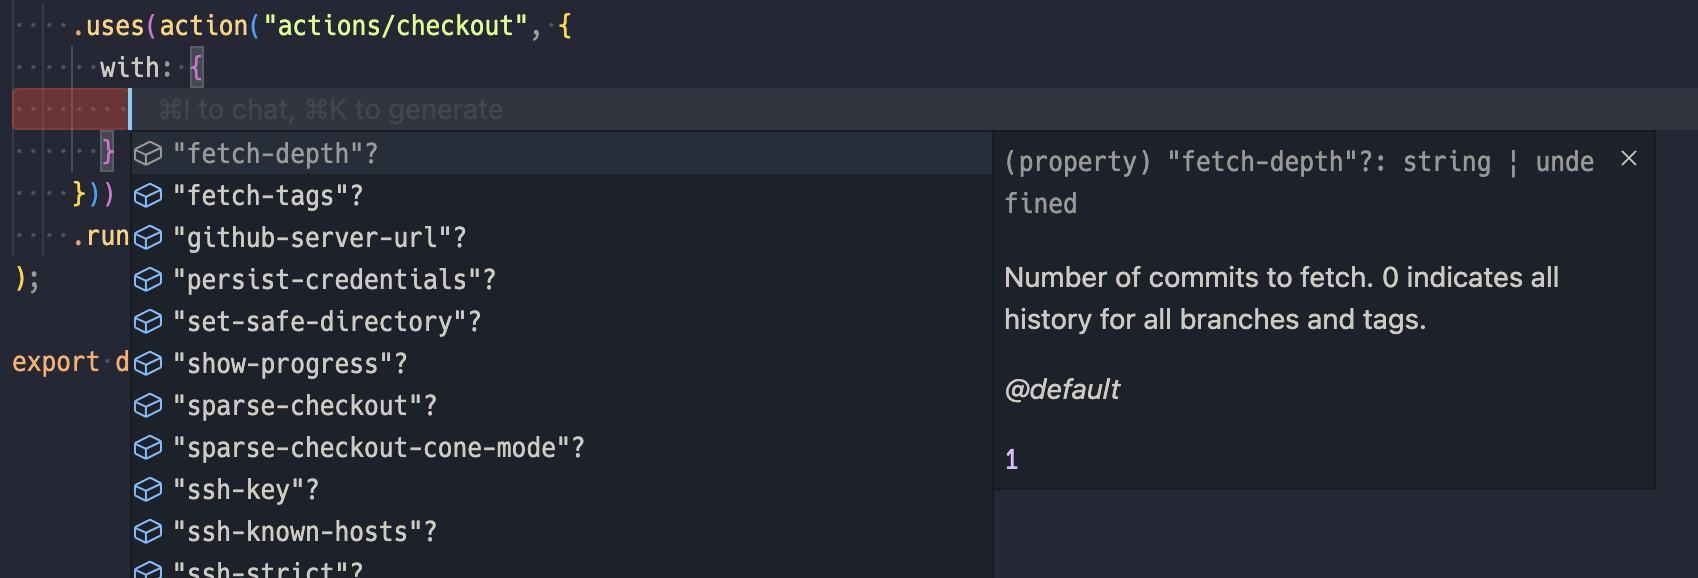 .uses(action("actions/checkout", {
with: {
⌘I to chat, ⌘K to generate
}
}))
.run
);
export d
"fetch-depth"?
"fetch-tags"?
"github-server-url"?
"persist-credentials"?
"set-safe-directory"?
"show-progress"?
"sparse-checkout"?
"sparse-checkout-cone-mode"?
"ssh-key"?
"ssh-known-hosts"?
"ssh-strict"?
(property) "fetch-depth"?: string | unde
fined
Number of commits to fetch. 0 indicates all
history for all branches and tags.
@default
1